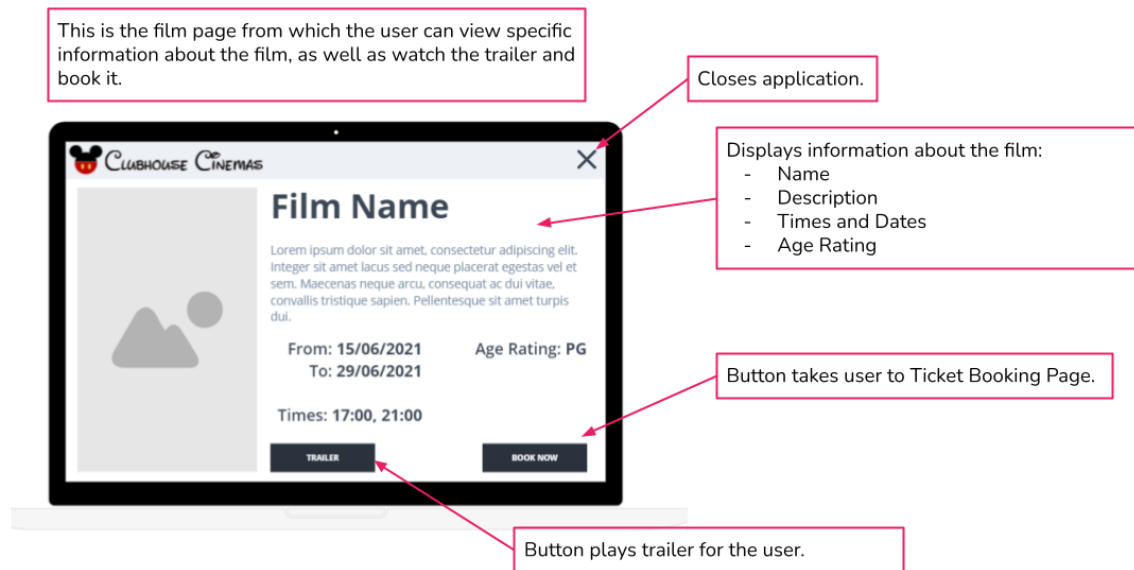 This is the film page from which the user can view specific
information about the film, as well as watch the trailer and
book it.
Closes application.
Clubhouse Cinemas
Displays information about the film:
- Name
- Description
- Times and Dates
- Age Rating
Film Name
Lorem ipsum dolor sit amet, consectetur adipiscing elit.
Integer sit amet lacus sed neque placerat egestas vel et
sem. Maecenas neque arcu, consequat ac dui vitae,
convallis tristique sapien. Pellentesque sit amet turpis
dui.
From: 15/06/2021
To: 29/06/2021
Age Rating: PG
Times: 17:00, 21:00
Button takes user to Ticket Booking Page.
TRAILER
BOOK NOW
Button plays trailer for the user.